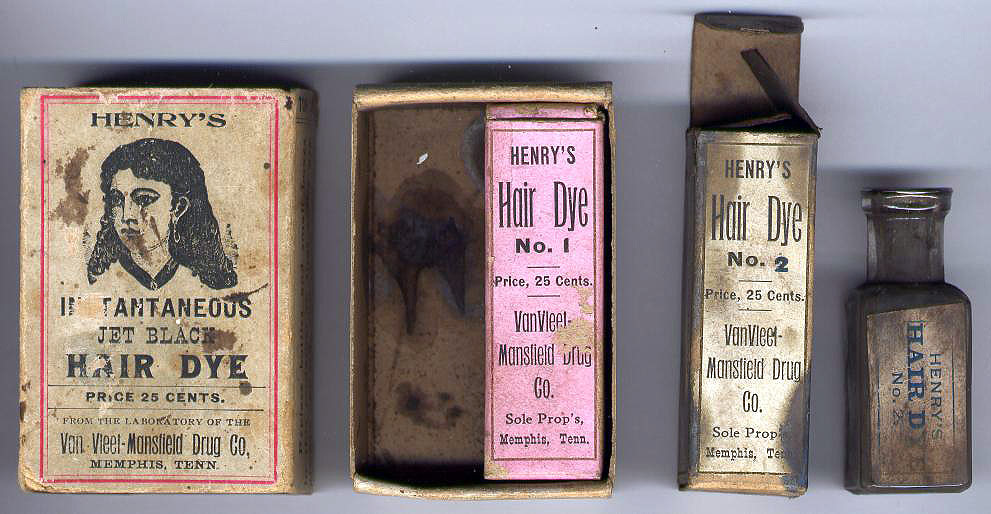 HENRY'S
INSTANTANEOUS
JET BLACK
HAIR DYE
PRICE 25 CENTS.
FROM THE LABORATORY OF THE
Van Vleet-Mansfield Drug Co,
MEMPHIS, TENN.
HENRY'S
Hair Dye
No. 1
Price, 25 Cents.
VanVleet-
Mansfield Drug
Co.
Sole Prop's,
Memphis, Tenn.
HENRY'S
Hair Dye
No. 2
Price, 25 Cents.
VanVleet-
Mansfield Drug
Co.
Sole Prop's
Memphis, Tenn
HENRY'S
HAIR DYE
No. 2.